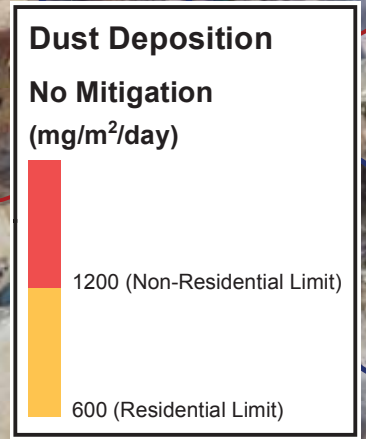 Dust Deposition
No Mitigation
(mg/m²/day)
1200 (Non-Residential Limit)
600 (Residential Limit)